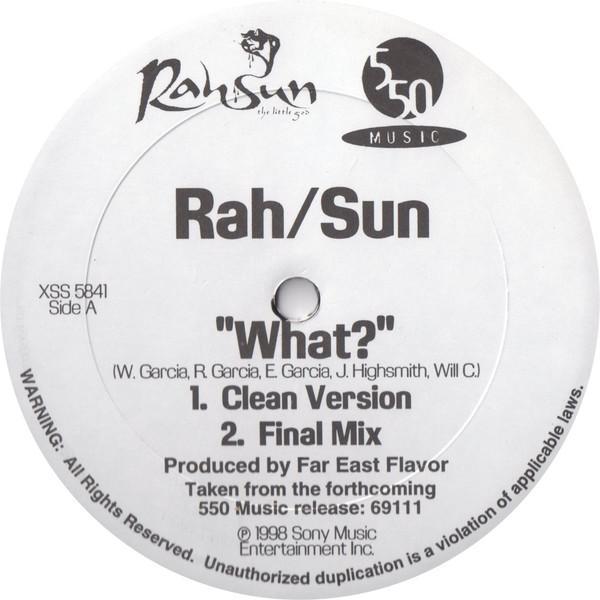 Rahsun
the little god
550
MUSIC
Rah/Sun
XSS 5841
Side A
"What?"
(W. Garcia, R. Garcia, E. Garcia, J. Highsmith, Will C.)
1. Clean Version
2. Final Mix
Produced by Far East Flavor
Taken from the forthcoming
550 Music release: 69111
℗ 1998 Sony Music
Entertainment Inc.
WARNING: All Rights Reserved. Unauthorized duplication is a violation of applicable laws.